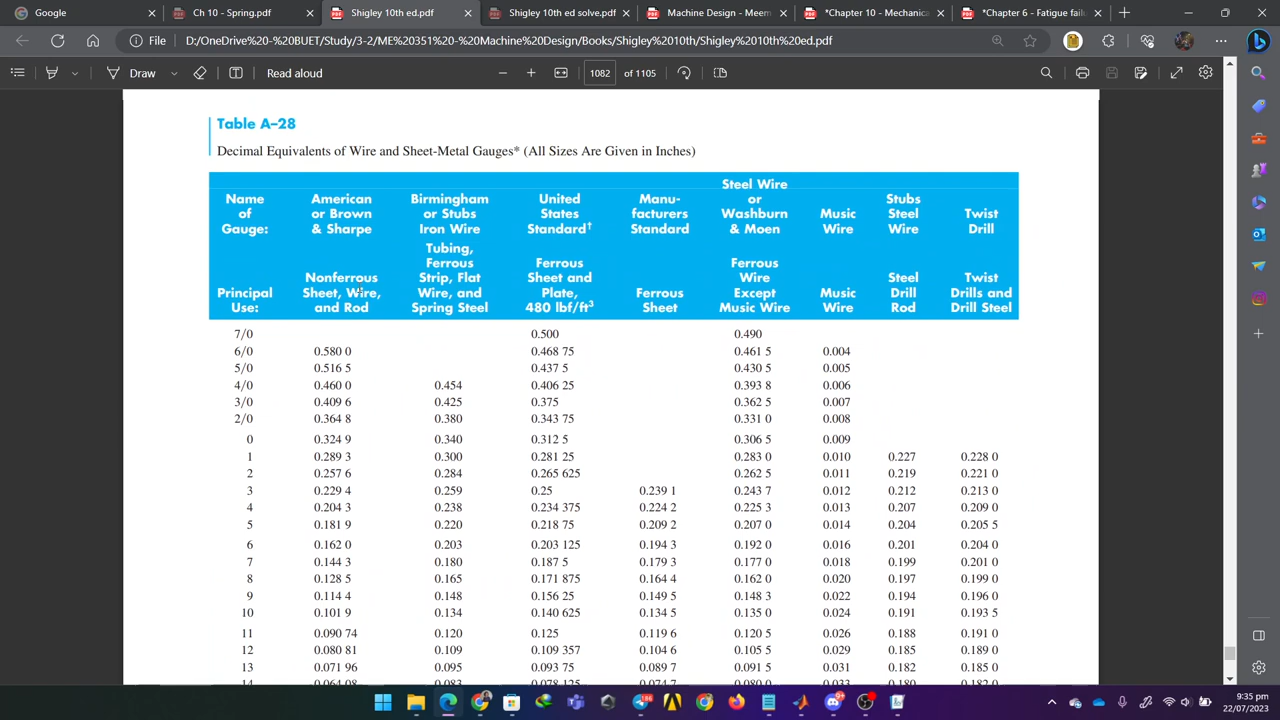 Google
Ch 10 - Spring.pdf
Shigley 10th ed.pdf
Shigley 10th ed solve.pdf
Machine Design - Meem
*Chapter 10 - Mechanica
*Chapter 6 - Fatigue failu
File
D:/OneDrive%20-%20BUET/Study/3-2/ME%20351%20-%20Machine%20Design/Books/Shigley%2010th/Shigley%2010th%20ed.pdf
Draw
Read aloud
1082 of 1105
Table A–28
Decimal Equivalents of Wire and Sheet-Metal Gauges* (All Sizes Are Given in Inches)
Name of Gauge: American or Brown & Sharpe Birmingham or Stubs Iron Wire United States Standard† Manu- facturers Standard Steel Wire or Washburn & Moen Music Wire Stubs Steel Wire Twist Drill
Principal Use: Nonferrous Sheet, Wire, and Rod Tubing, Ferrous Strip, Flat Wire, and Spring Steel Ferrous Sheet and Plate, 480 lbf/ft³ Ferrous Sheet Ferrous Wire Except Music Wire Music Wire Steel Drill Rod Twist Drills and Drill Steel
7/0 0.500 0.490
6/0 0.580 0 0.468 75 0.461 5 0.004
5/0 0.516 5 0.437 5 0.430 5 0.005
4/0 0.460 0 0.454 0.406 25 0.393 8 0.006
3/0 0.409 6 0.425 0.375 0.362 5 0.007
2/0 0.364 8 0.380 0.343 75 0.331 0 0.008
0 0.324 9 0.340 0.312 5 0.306 5 0.009
1 0.289 3 0.300 0.281 25 0.283 0 0.010 0.227 0.228 0
2 0.257 6 0.284 0.265 625 0.262 5 0.011 0.219 0.221 0
3 0.229 4 0.259 0.25 0.239 1 0.243 7 0.012 0.212 0.213 0
4 0.204 3 0.238 0.234 375 0.224 2 0.225 3 0.013 0.207 0.209 0
5 0.181 9 0.220 0.218 75 0.209 2 0.207 0 0.014 0.204 0.205 5
6 0.162 0 0.203 0.203 125 0.194 3 0.192 0 0.016 0.201 0.204 0
7 0.144 3 0.180 0.187 5 0.179 3 0.177 0 0.018 0.199 0.201 0
8 0.128 5 0.165 0.171 875 0.164 4 0.162 0 0.020 0.197 0.199 0
9 0.114 4 0.148 0.156 25 0.149 5 0.148 3 0.022 0.194 0.196 0
10 0.101 9 0.134 0.140 625 0.134 5 0.135 0 0.024 0.191 0.193 5
11 0.090 74 0.120 0.125 0.119 6 0.120 5 0.026 0.188 0.191 0
12 0.080 81 0.109 0.109 357 0.104 6 0.105 5 0.029 0.185 0.189 0
13 0.071 96 0.095 0.093 75 0.089 7 0.091 5 0.031 0.182 0.185 0
14 0.064 08 0.083 0.078 125 0.074 7 0.080 0 0.033 0.180 0.182 0
9:35 pm
22/07/2023